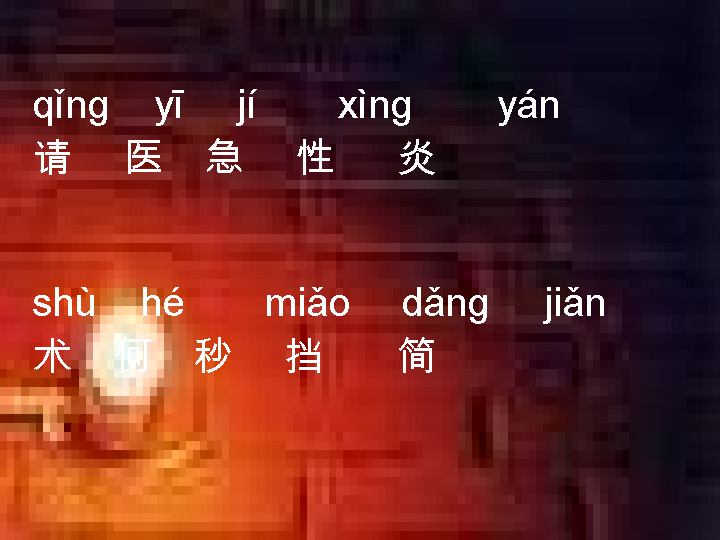 qǐng yī jí xìng yán
请 医 急 性 炎
shù hé miǎo dǎng jiǎn
术 何 秒 挡 简